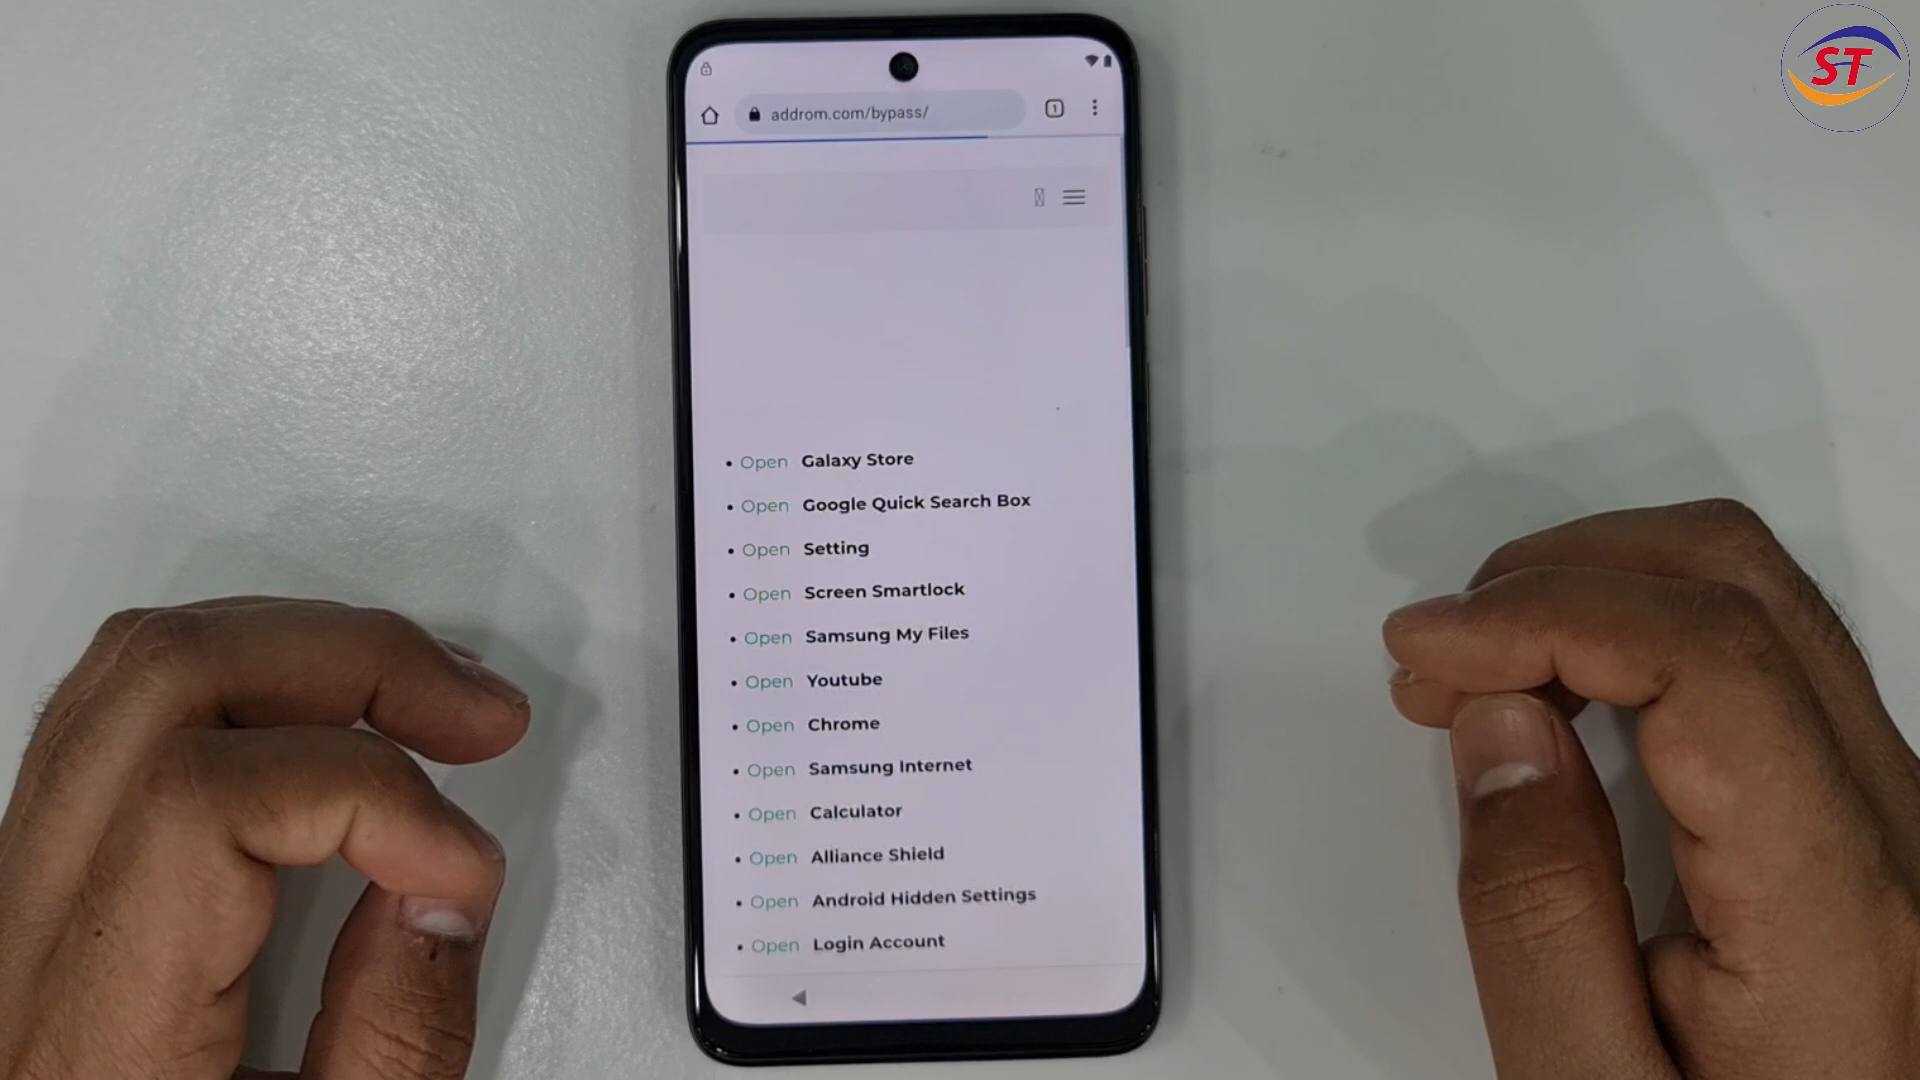 ST
addrom.com/bypass/
1
Open Galaxy Store
Open Google Quick Search Box
Open Setting
Open Screen Smartlock
Open Samsung My Files
Open Youtube
Open Chrome
Open Samsung Internet
Open Calculator
Open Alliance Shield
Open Android Hidden Settings
Open Login Account